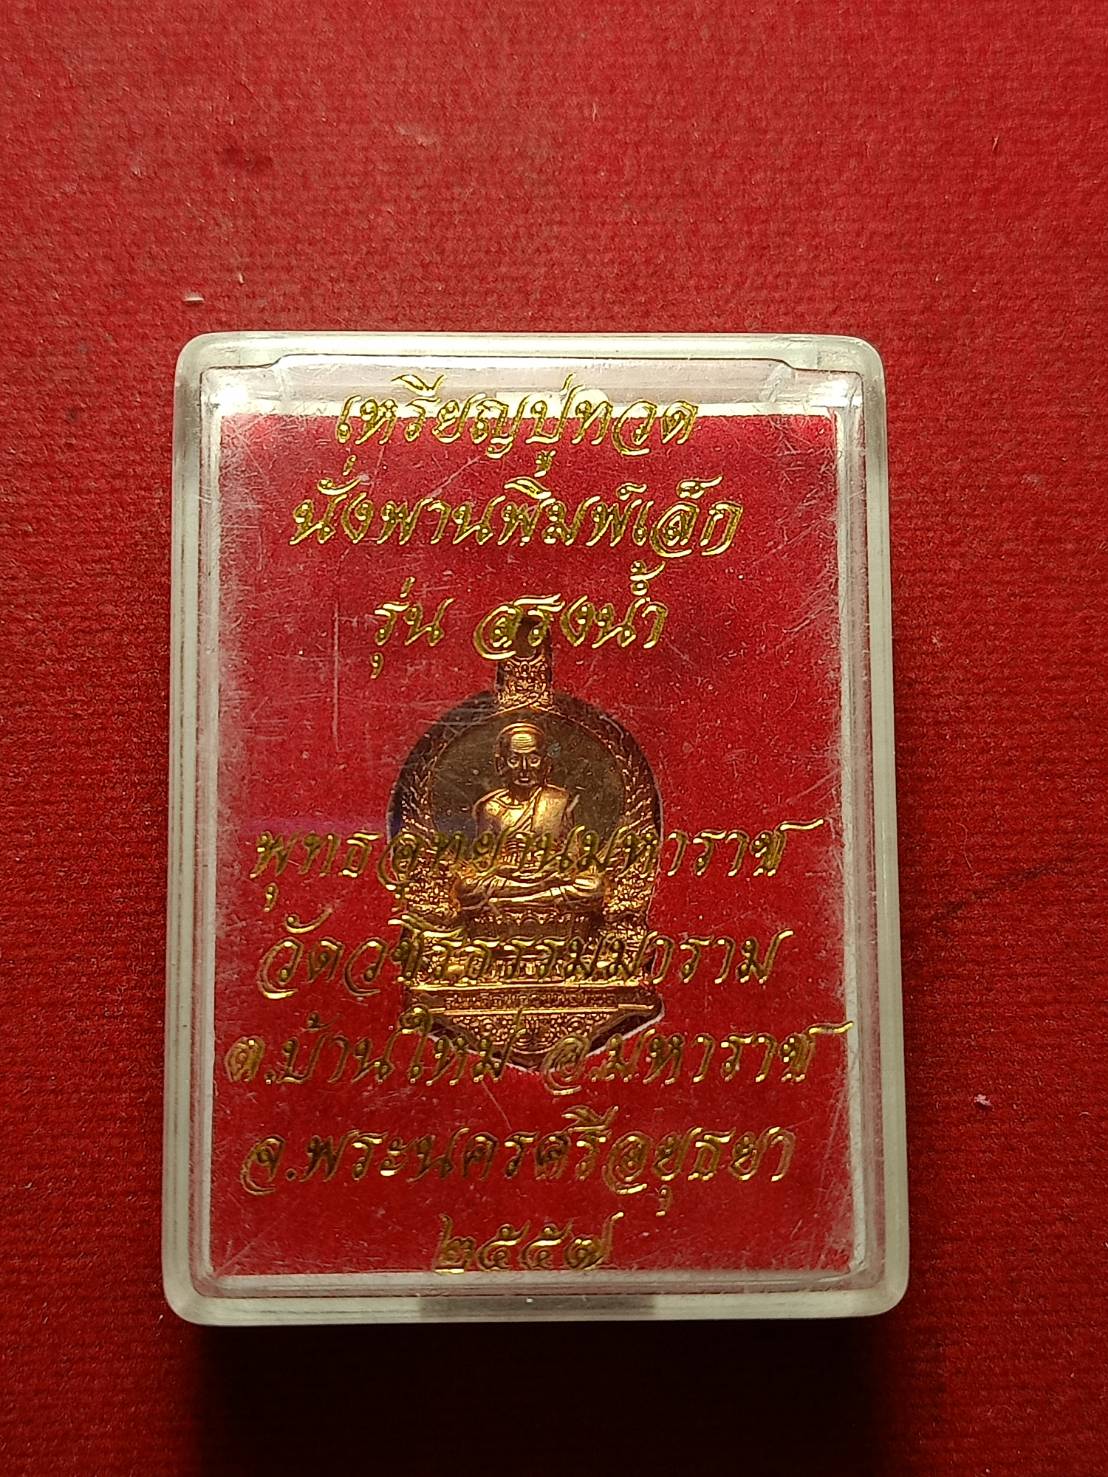 เหรียญปู่ทวด
นั่งพานพิมพ์เล็ก
รุ่น สรงน้ำ
พุทธอุทยานมหาราช
วัดวชิรธรรมมาราม
ต.บ้านใหม่ อ.มหาราช
จ.พระนครศรีอยุธยา
๒๕๕๗